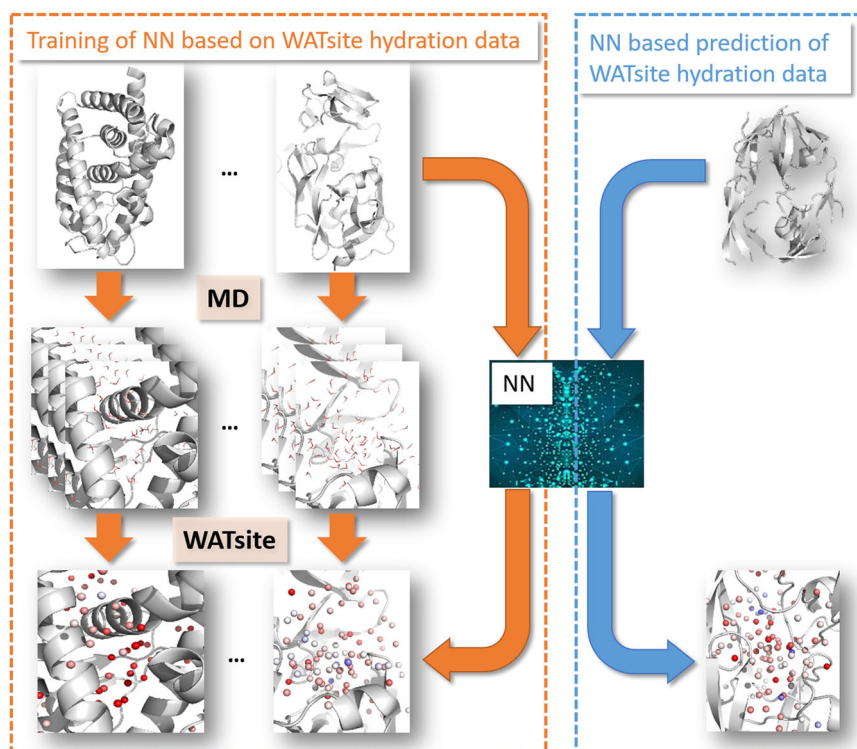 Training of NN based on WATsite hydration data
NN based prediction of
WATsite hydration data
...
MD
...
NN
WATsite
...